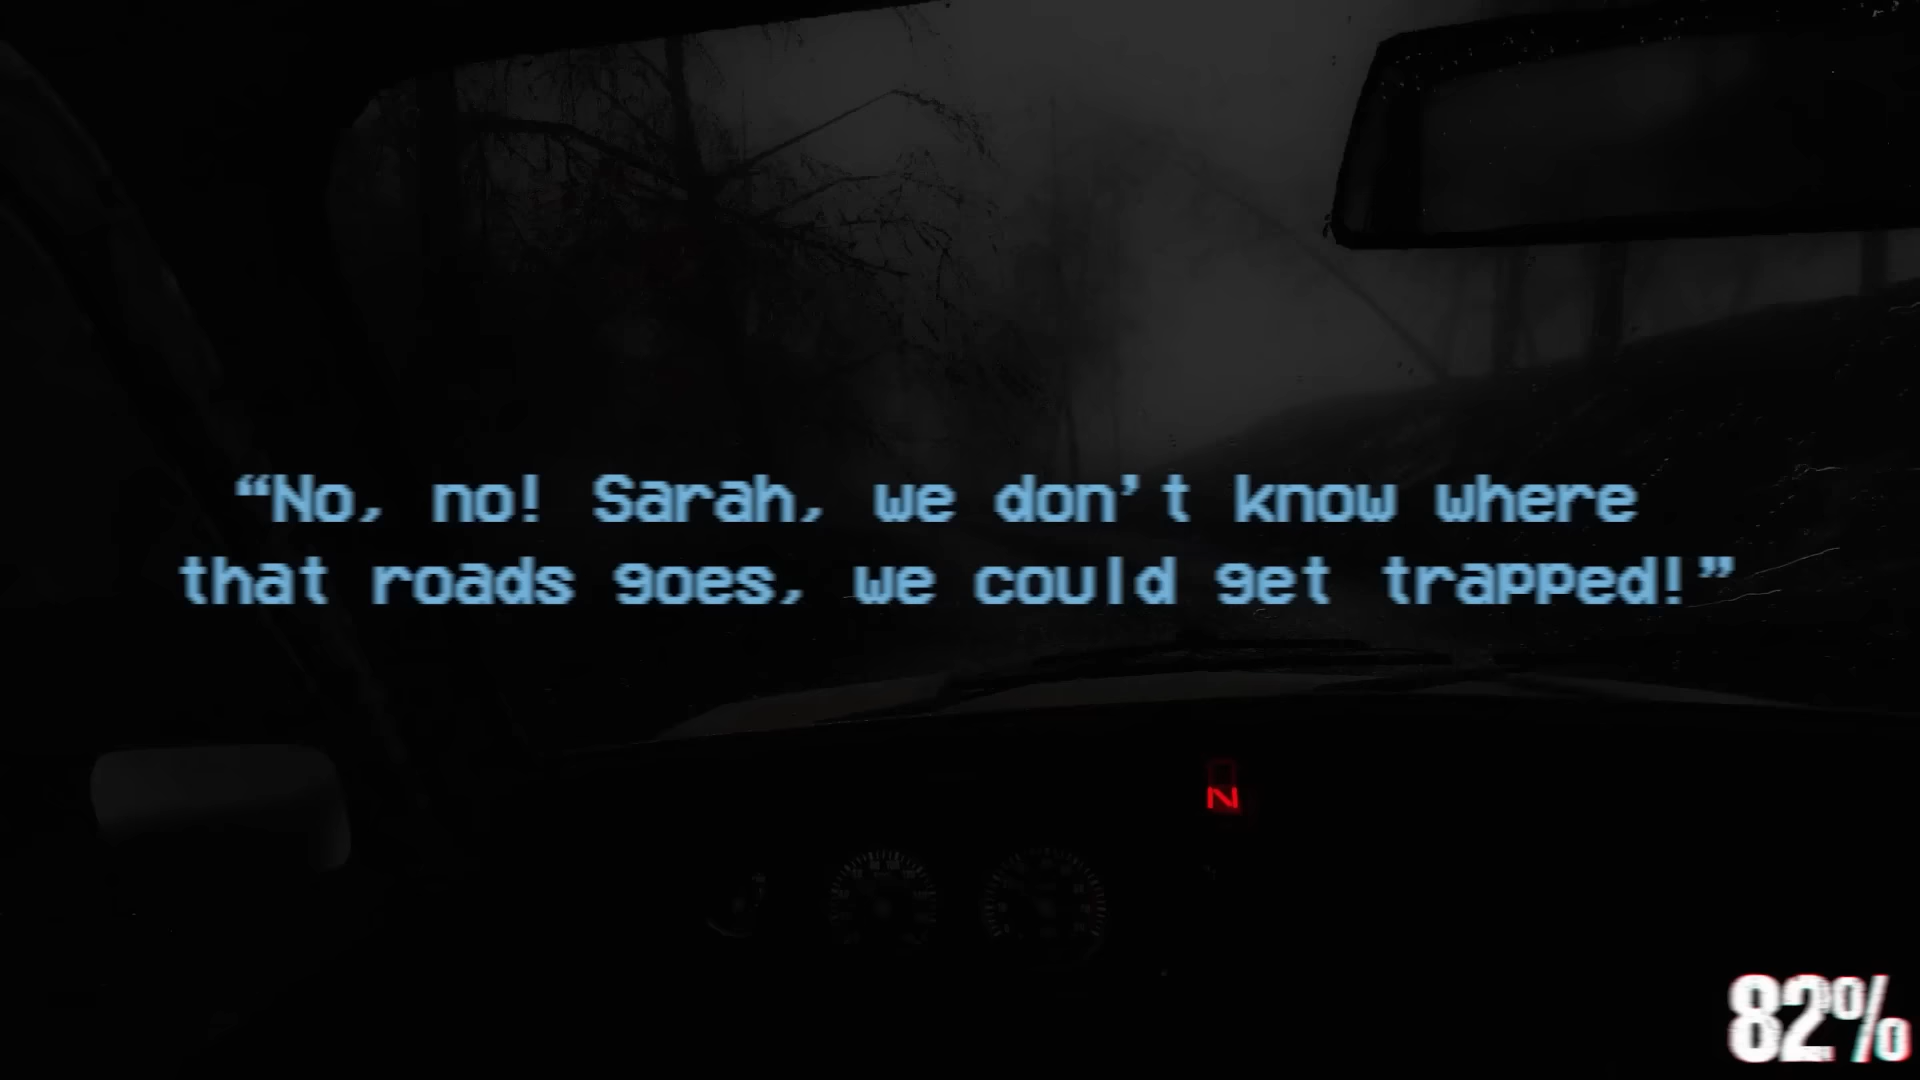 “No, no! Sarah, we don’t know where
that roads goes, we could get trapped!”
N
82%